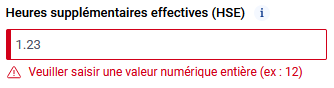 Heures supplémentaires effectives (HSE) i
1.23
Veuiller saisir une valeur numérique entière (ex : 12)